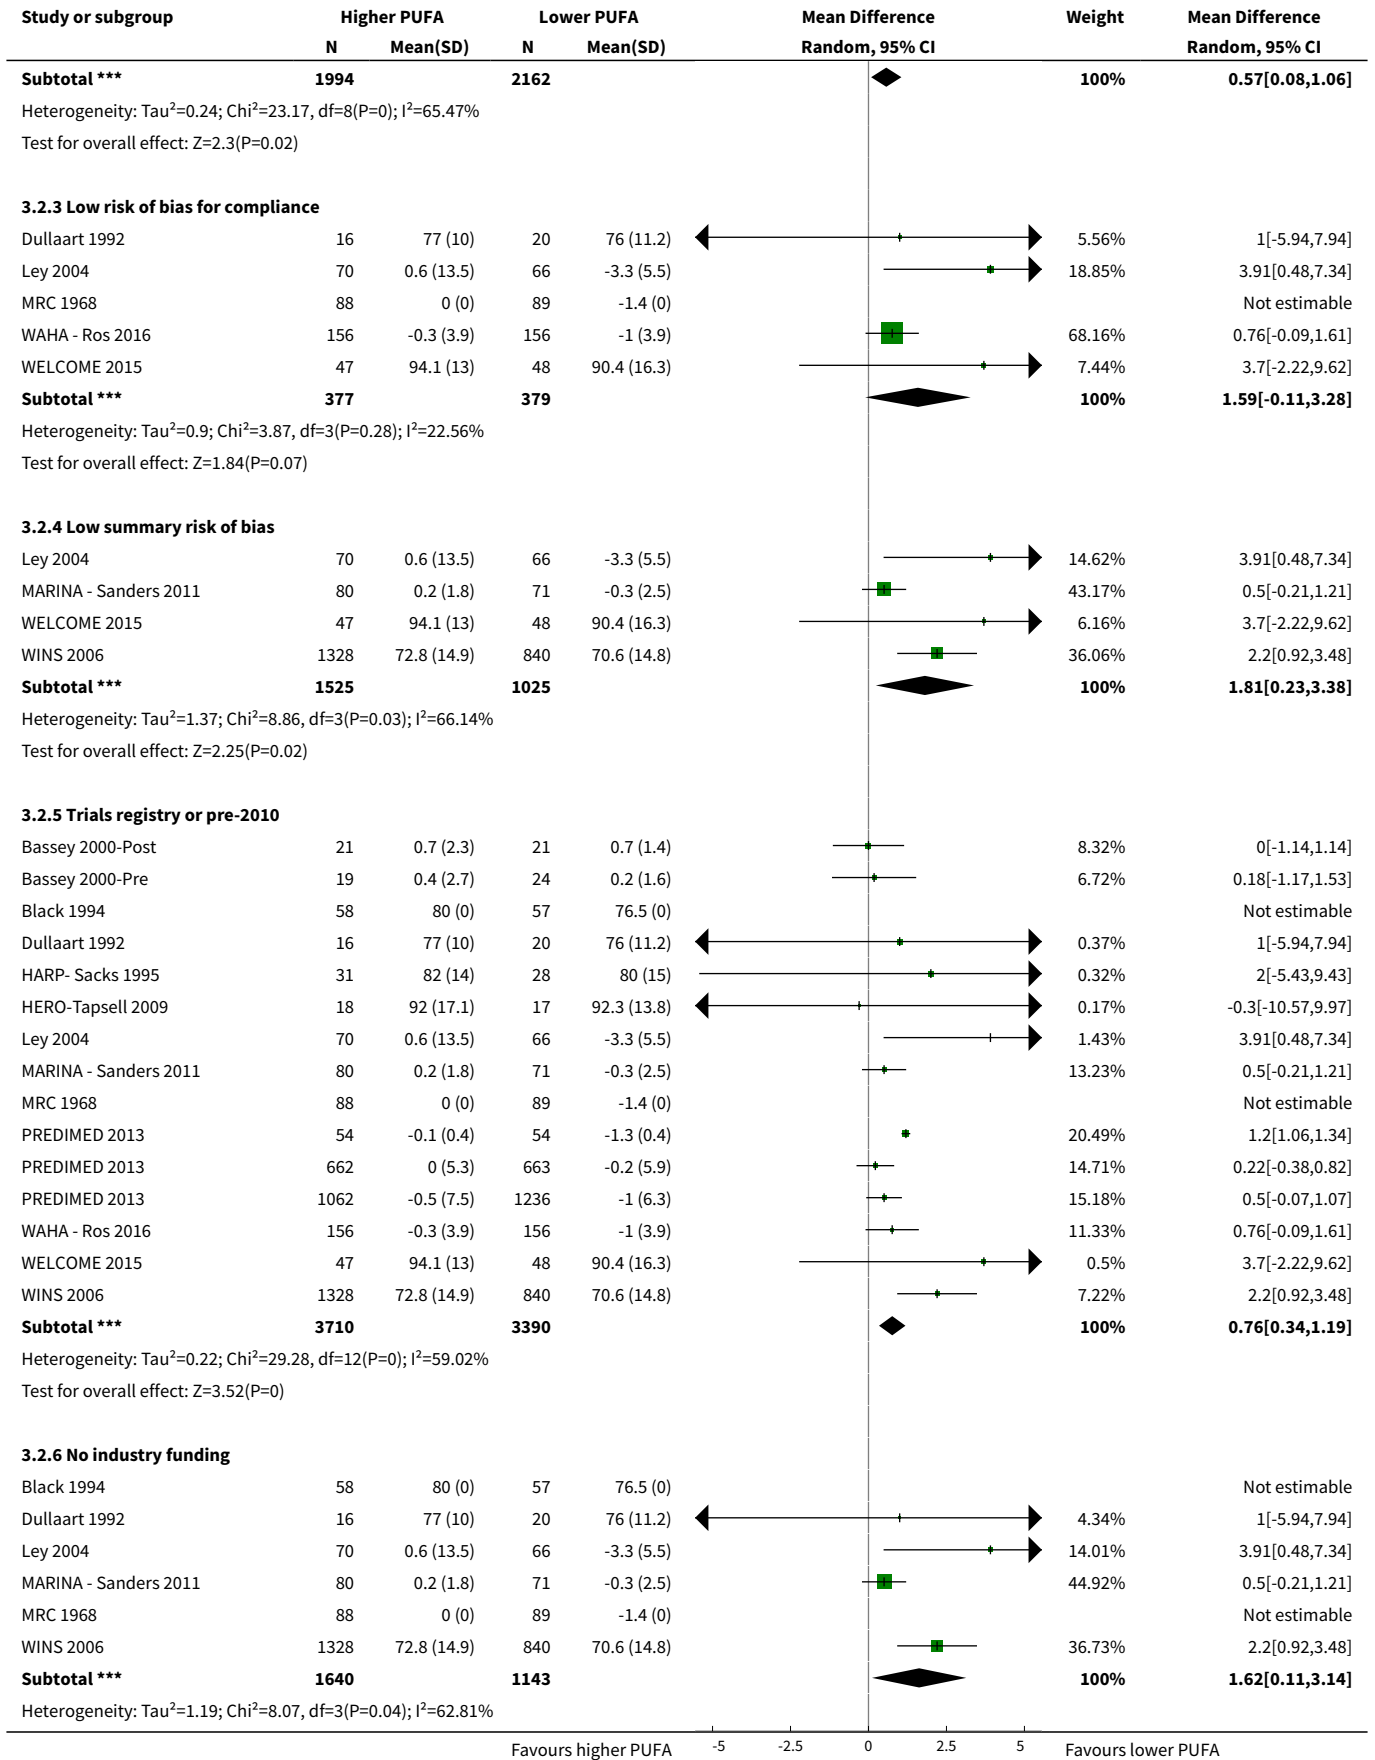 Study or subgroup Higher PUFA Lower PUFA Mean Difference Weight Mean Difference
N Mean(SD) N Mean(SD) Random, 95% CI Random, 95% CI
Subtotal *** 1994 2162 100% 0.57[0.08,1.06]
Heterogeneity: Tau²=0.24; Chi²=23.17, df=8(P=0); I²=65.47%
Test for overall effect: Z=2.3(P=0.02)
3.2.3 Low risk of bias for compliance
Dullaart 1992 16 77 (10) 20 76 (11.2) 5.56% 1[-5.94,7.94]
Ley 2004 70 0.6 (13.5) 66 -3.3 (5.5) 18.85% 3.91[0.48,7.34]
MRC 1968 88 0 (0) 89 -1.4 (0) Not estimable
WAHA - Ros 2016 156 -0.3 (3.9) 156 -1 (3.9) 68.16% 0.76[-0.09,1.61]
WELCOME 2015 47 94.1 (13) 48 90.4 (16.3) 7.44% 3.7[-2.22,9.62]
Subtotal *** 377 379 100% 1.59[-0.11,3.28]
Heterogeneity: Tau²=0.9; Chi²=3.87, df=3(P=0.28); I²=22.56%
Test for overall effect: Z=1.84(P=0.07)
3.2.4 Low summary risk of bias
Ley 2004 70 0.6 (13.5) 66 -3.3 (5.5) 14.62% 3.91[0.48,7.34]
MARINA - Sanders 2011 80 0.2 (1.8) 71 -0.3 (2.5) 43.17% 0.5[-0.21,1.21]
WELCOME 2015 47 94.1 (13) 48 90.4 (16.3) 6.16% 3.7[-2.22,9.62]
WINS 2006 1328 72.8 (14.9) 840 70.6 (14.8) 36.06% 2.2[0.92,3.48]
Subtotal *** 1525 1025 100% 1.81[0.23,3.38]
Heterogeneity: Tau²=1.37; Chi²=8.86, df=3(P=0.03); I²=66.14%
Test for overall effect: Z=2.25(P=0.02)
3.2.5 Trials registry or pre-2010
Bassey 2000-Post 21 0.7 (2.3) 21 0.7 (1.4) 8.32% 0[-1.14,1.14]
Bassey 2000-Pre 19 0.4 (2.7) 24 0.2 (1.6) 6.72% 0.18[-1.17,1.53]
Black 1994 58 80 (0) 57 76.5 (0) Not estimable
Dullaart 1992 16 77 (10) 20 76 (11.2) 0.37% 1[-5.94,7.94]
HARP- Sacks 1995 31 82 (14) 28 80 (15) 0.32% 2[-5.43,9.43]
HERO-Tapsell 2009 18 92 (17.1) 17 92.3 (13.8) 0.17% -0.3[-10.57,9.97]
Ley 2004 70 0.6 (13.5) 66 -3.3 (5.5) 1.43% 3.91[0.48,7.34]
MARINA - Sanders 2011 80 0.2 (1.8) 71 -0.3 (2.5) 13.23% 0.5[-0.21,1.21]
MRC 1968 88 0 (0) 89 -1.4 (0) Not estimable
PREDIMED 2013 54 -0.1 (0.4) 54 -1.3 (0.4) 20.49% 1.2[1.06,1.34]
PREDIMED 2013 662 0 (5.3) 663 -0.2 (5.9) 14.71% 0.22[-0.38,0.82]
PREDIMED 2013 1062 -0.5 (7.5) 1236 -1 (6.3) 15.18% 0.5[-0.07,1.07]
WAHA - Ros 2016 156 -0.3 (3.9) 156 -1 (3.9) 11.33% 0.76[-0.09,1.61]
WELCOME 2015 47 94.1 (13) 48 90.4 (16.3) 0.5% 3.7[-2.22,9.62]
WINS 2006 1328 72.8 (14.9) 840 70.6 (14.8) 7.22% 2.2[0.92,3.48]
Subtotal *** 3710 3390 100% 0.76[0.34,1.19]
Heterogeneity: Tau²=0.22; Chi²=29.28, df=12(P=0); I²=59.02%
Test for overall effect: Z=3.52(P=0)
3.2.6 No industry funding
Black 1994 58 80 (0) 57 76.5 (0) Not estimable
Dullaart 1992 16 77 (10) 20 76 (11.2) 4.34% 1[-5.94,7.94]
Ley 2004 70 0.6 (13.5) 66 -3.3 (5.5) 14.01% 3.91[0.48,7.34]
MARINA - Sanders 2011 80 0.2 (1.8) 71 -0.3 (2.5) 44.92% 0.5[-0.21,1.21]
MRC 1968 88 0 (0) 89 -1.4 (0) Not estimable
WINS 2006 1328 72.8 (14.9) 840 70.6 (14.8) 36.73% 2.2[0.92,3.48]
Subtotal *** 1640 1143 100% 1.62[0.11,3.14]
Heterogeneity: Tau²=1.19; Chi²=8.07, df=3(P=0.04); I²=62.81%
Favours higher PUFA -5 -2.5 0 2.5 5 Favours lower PUFA